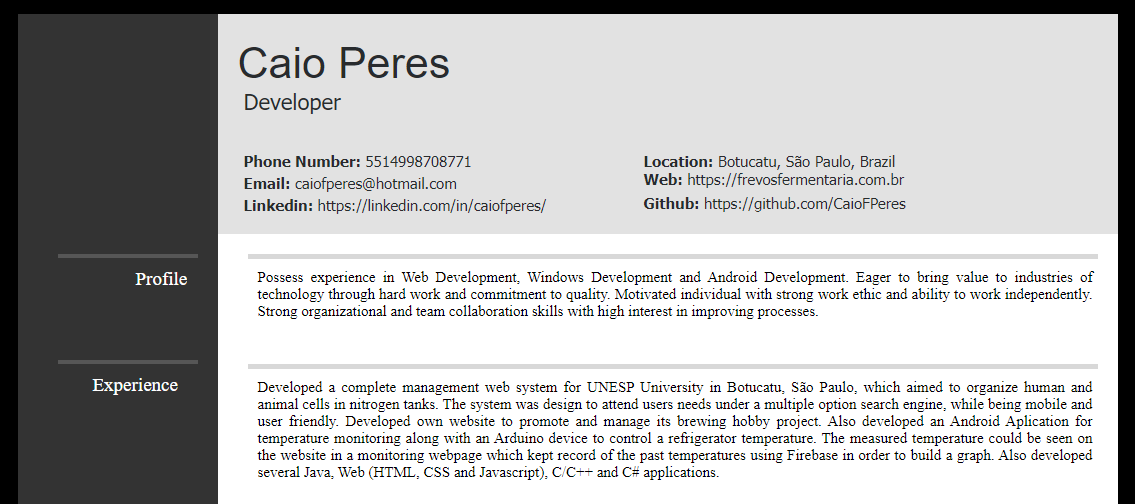 Caio Peres
Developer
Phone Number: 5514998708771
Email: caiofperes@hotmail.com
Linkedin: https://linkedin.com/in/caiofperes/
Location: Botucatu, São Paulo, Brazil
Web: https://frevosfermentaria.com.br
Github: https://github.com/CaioFPeres
Profile
Possess experience in Web Development, Windows Development and Android Development. Eager to bring value to industries of
technology through hard work and commitment to quality. Motivated individual with strong work ethic and ability to work independently.
Strong organizational and team collaboration skills with high interest in improving processes.
Experience
Developed a complete management web system for UNESP University in Botucatu, São Paulo, which aimed to organize human and
animal cells in nitrogen tanks. The system was design to attend users needs under a multiple option search engine, while being mobile and
user friendly. Developed own website to promote and manage its brewing hobby project. Also developed an Android Aplication for
temperature monitoring along with an Arduino device to control a refrigerator temperature. The measured temperature could be seen on
the website in a monitoring webpage which kept record of the past temperatures using Firebase in order to build a graph. Also developed
several Java, Web (HTML, CSS and Javascript), C/C++ and C# applications.